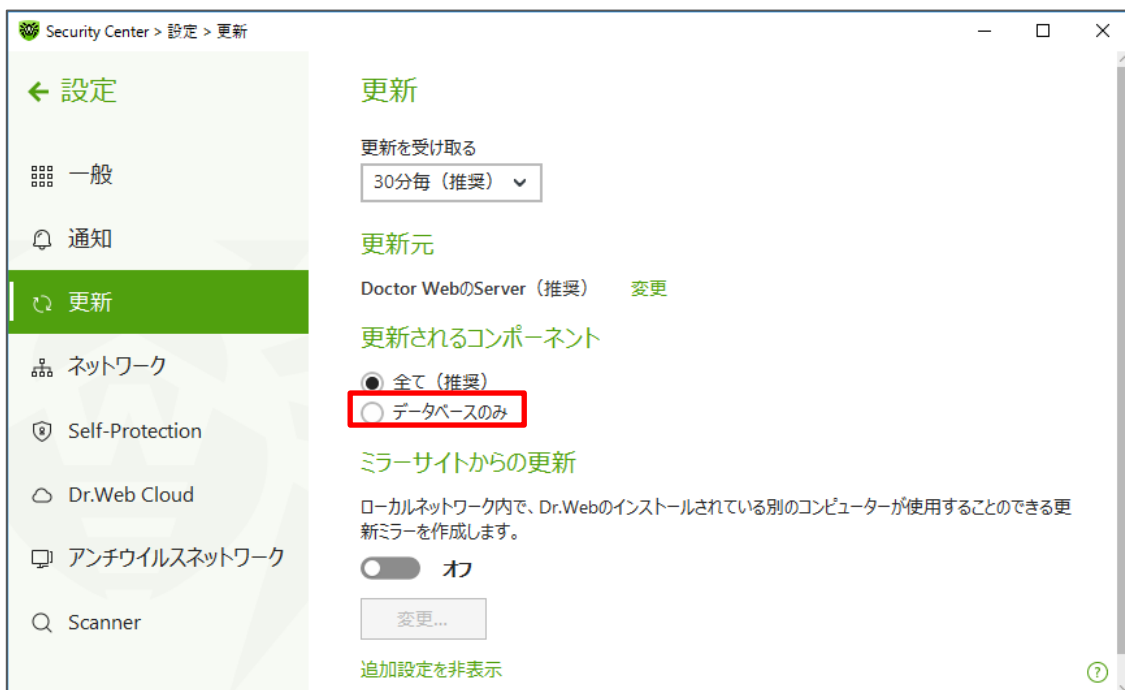 Security Center > 設定 > 更新
設定
一般
通知
更新
ネットワーク
Self-Protection
Dr.Web Cloud
アンチウイルスネットワーク
Scanner
更新
更新を受け取る
30分毎（推奨）
更新元
Doctor WebのServer（推奨） 変更
更新されるコンポーネント
全て（推奨）
データベースのみ
ミラーサイトからの更新
ローカルネットワーク内で、Dr.Webのインストールされている別のコンピューターが使用することのできる更
新ミラーを作成します。
オフ
変更...
追加設定を非表示
?